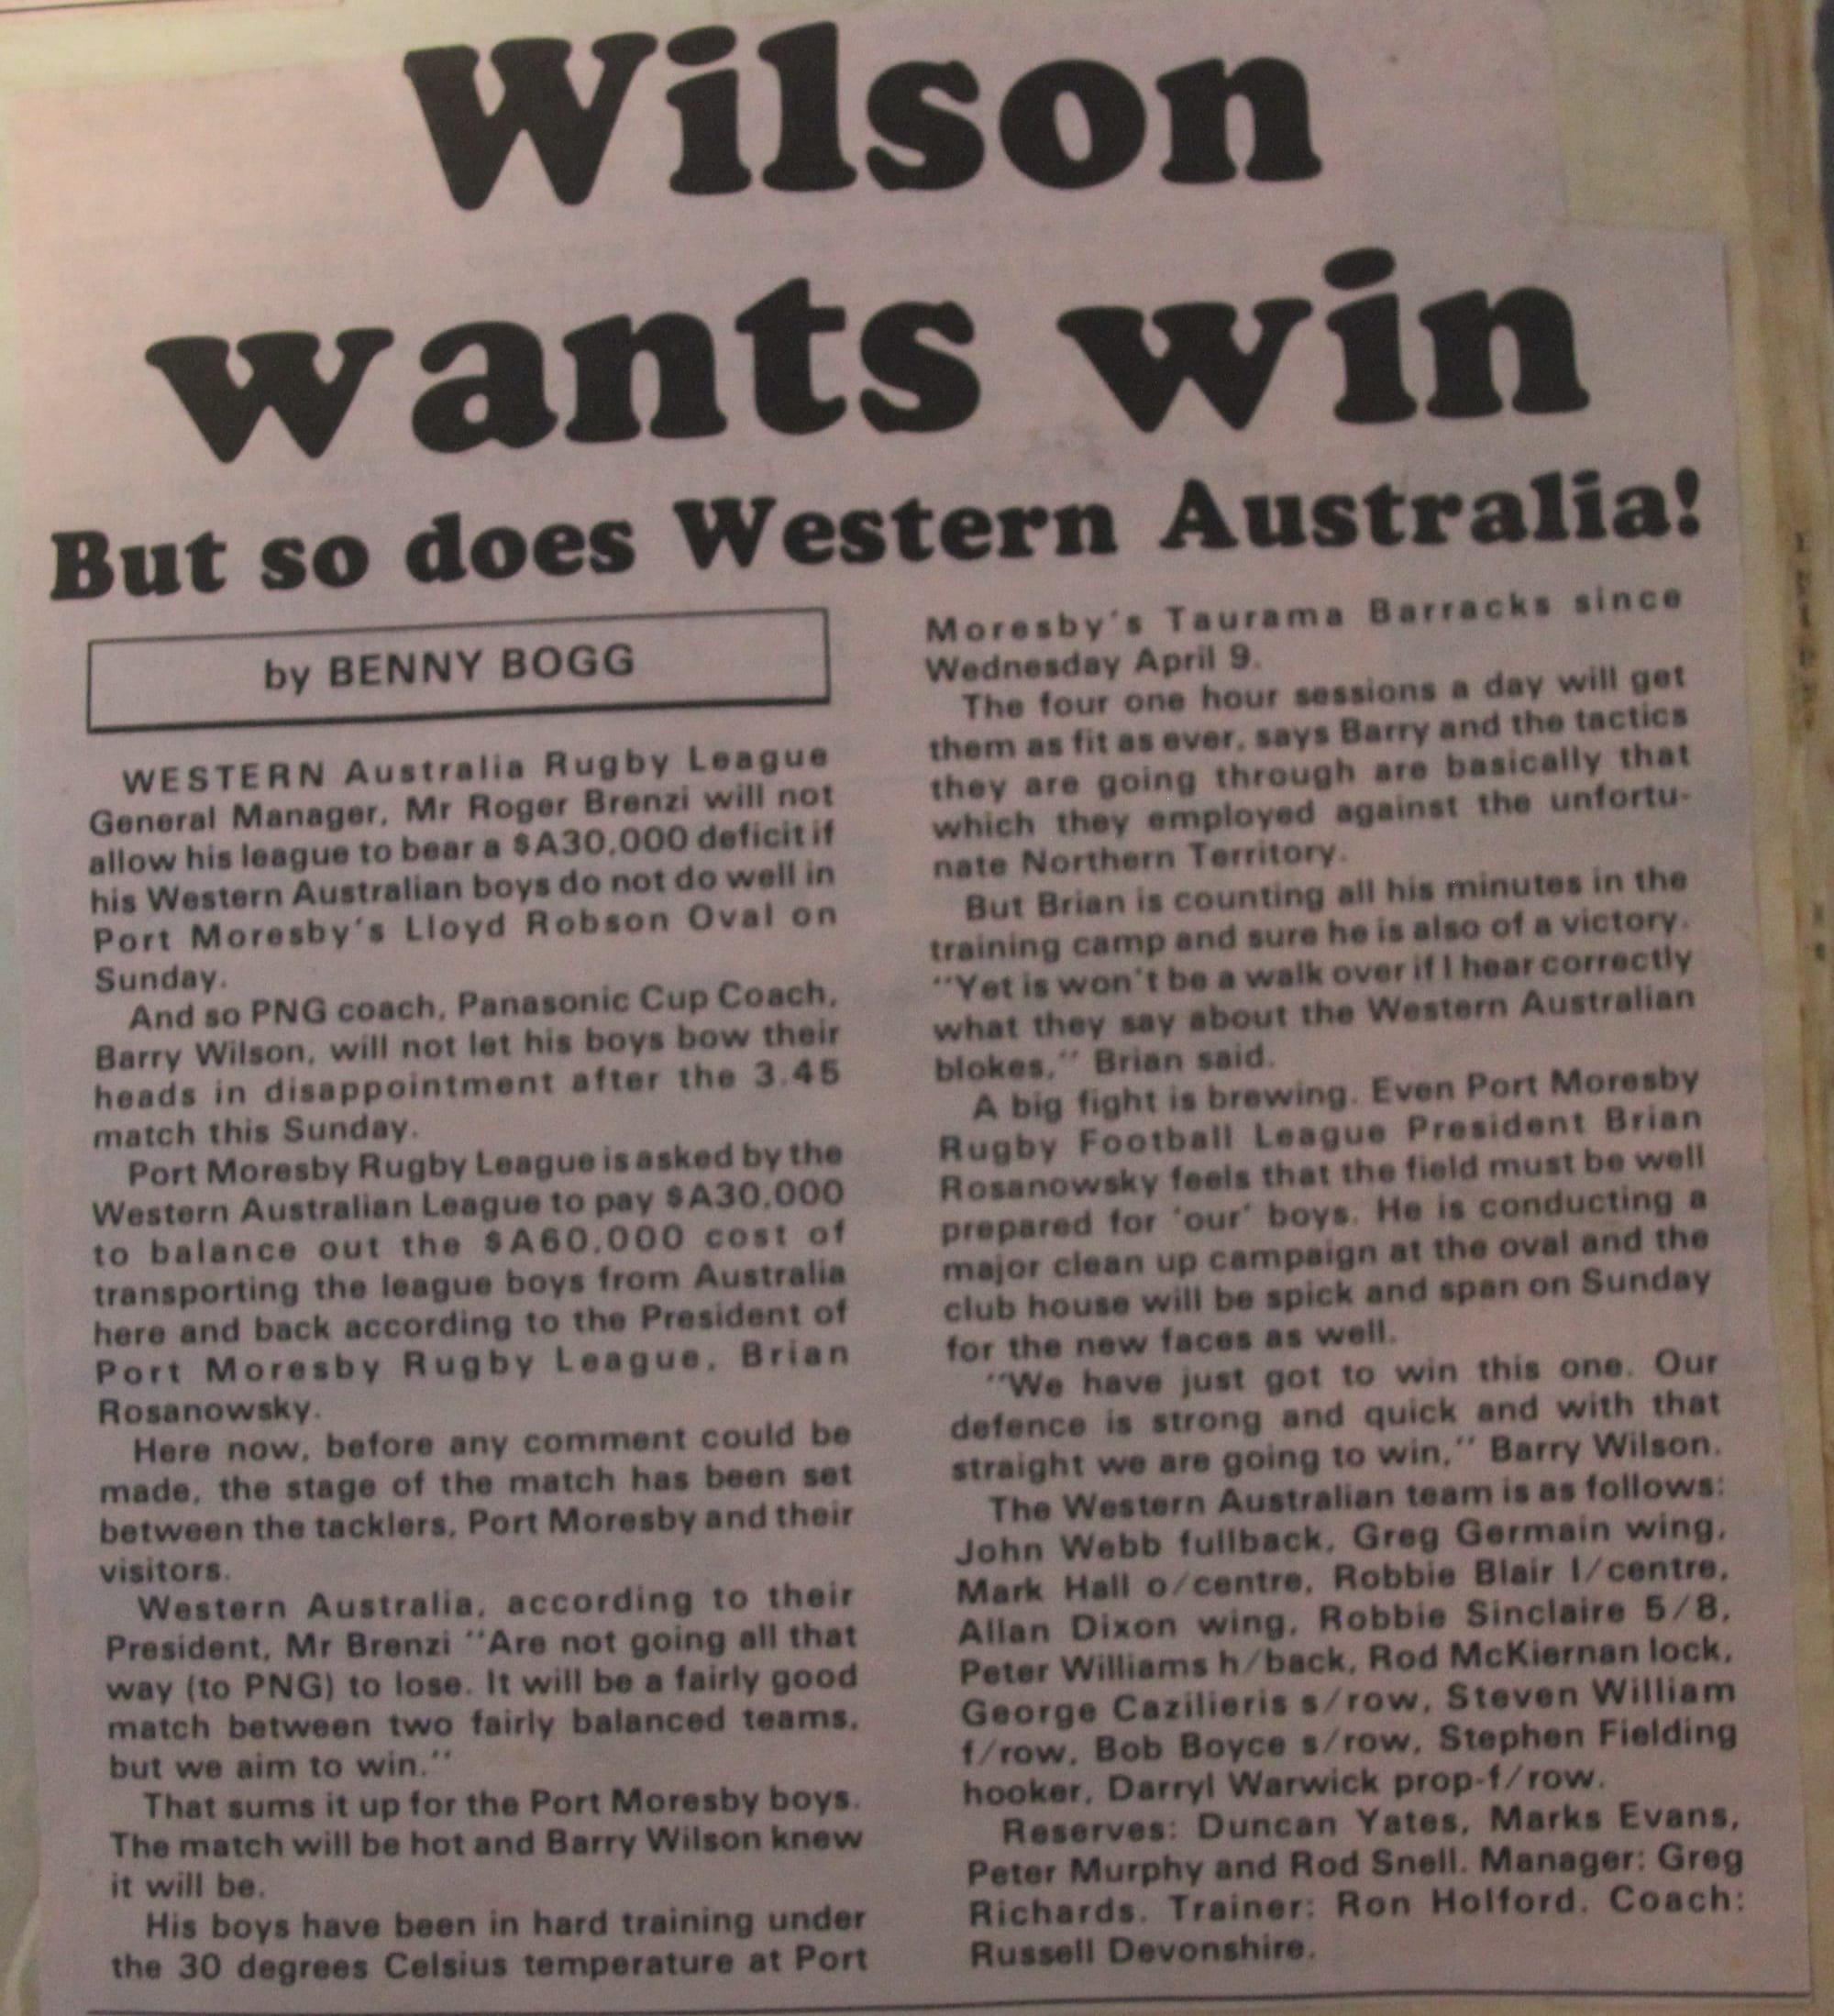 Wilson
wants win
But so does Western Australia!
by BENNY BOGG
WESTERN Australia Rugby League
General Manager, Mr Roger Brenzi will not
allow his league to bear a $A30,000 deficit if
his Western Australian boys do not do well in
Port Moresby's Lloyd Robson Oval on
Sunday.
And so PNG coach, Panasonic Cup Coach,
Barry Wilson, will not let his boys bow their
heads in disappointment after the 3.45
match this Sunday.
Port Moresby Rugby League is asked by the
Western Australian League to pay $A30,000
to balance out the $A60,000 cost of
transporting the league boys from Australia
here and back according to the President of
Port Moresby Rugby League, Brian
Rosanowsky.
Here now, before any comment could be
made, the stage of the match has been set
between the tacklers, Port Moresby and their
visitors.
Western Australia, according to their
President, Mr Brenzi "Are not going all that
way (to PNG) to lose. It will be a fairly good
match between two fairly balanced teams,
but we aim to win."
That sums it up for the Port Moresby boys.
The match will be hot and Barry Wilson knew
it will be.
His boys have been in hard training under
the 30 degrees Celsius temperature at Port
Moresby's Taurama Barracks since
Wednesday April 9.
The four one hour sessions a day will get
them as fit as ever, says Barry and the tactics
they are going through are basically that
which they employed against the unfortu-
nate Northern Territory.
But Brian is counting all his minutes in the
training camp and sure he is also of a victory.
"Yet is won't be a walk over if I hear correctly
what they say about the Western Australian
blokes," Brian said.
A big fight is brewing. Even Port Moresby
Rugby Football League President Brian
Rosanowsky feels that the field must be well
prepared for 'our' boys. He is conducting a
major clean up campaign at the oval and the
club house will be spick and span on Sunday
for the new faces as well.
"We have just got to win this one. Our
defence is strong and quick and with that
straight we are going to win," Barry Wilson.
The Western Australian team is as follows:
John Webb fullback, Greg Germain wing,
Mark Hall o/centre, Robbie Blair I/centre,
Allan Dixon wing, Robbie Sinclaire 5/8,
Peter Williams h/back, Rod McKiernan lock,
George Cazilieris s/row, Steven William
f/row, Bob Boyce s/row, Stephen Fielding
hooker, Darryl Warwick prop-f/row.
Reserves: Duncan Yates, Marks Evans,
Peter Murphy and Rod Snell. Manager: Greg
Richards. Trainer: Ron Holford. Coach:
Russell Devonshire.